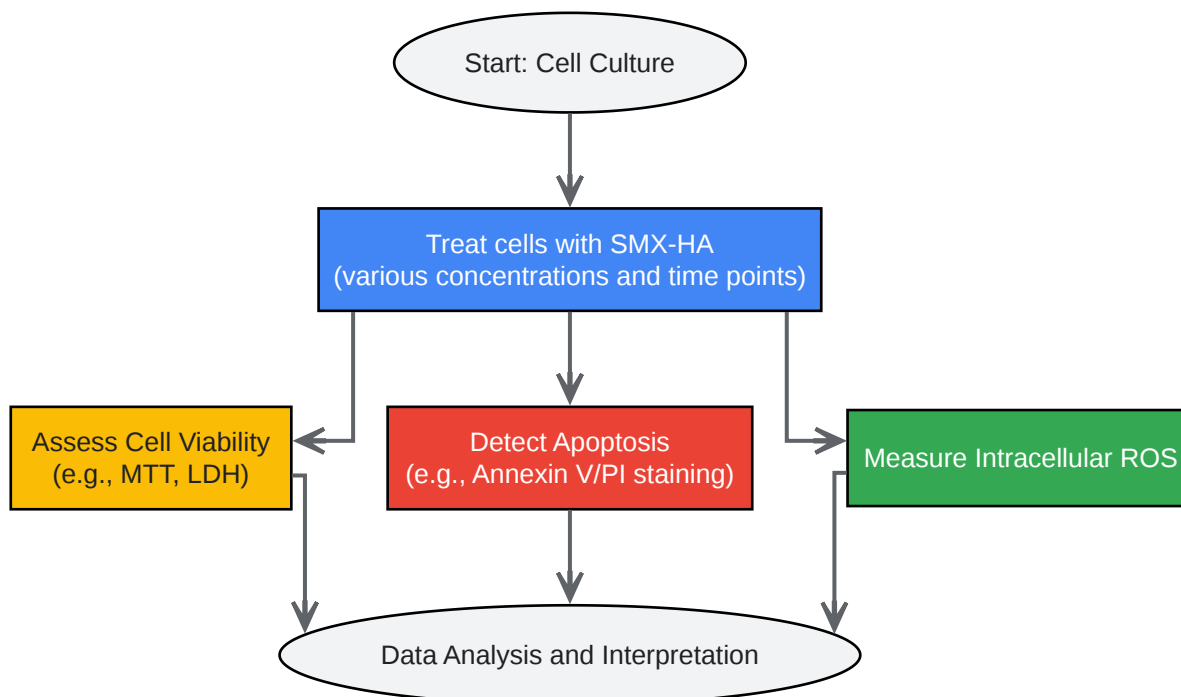 Start: Cell Culture
Treat cells with SMX-HA
(various concentrations and time points)
Assess Cell Viability
(e.g., MTT, LDH)
Detect Apoptosis
(e.g., Annexin V/PI staining)
Measure Intracellular ROS
Data Analysis and Interpretation